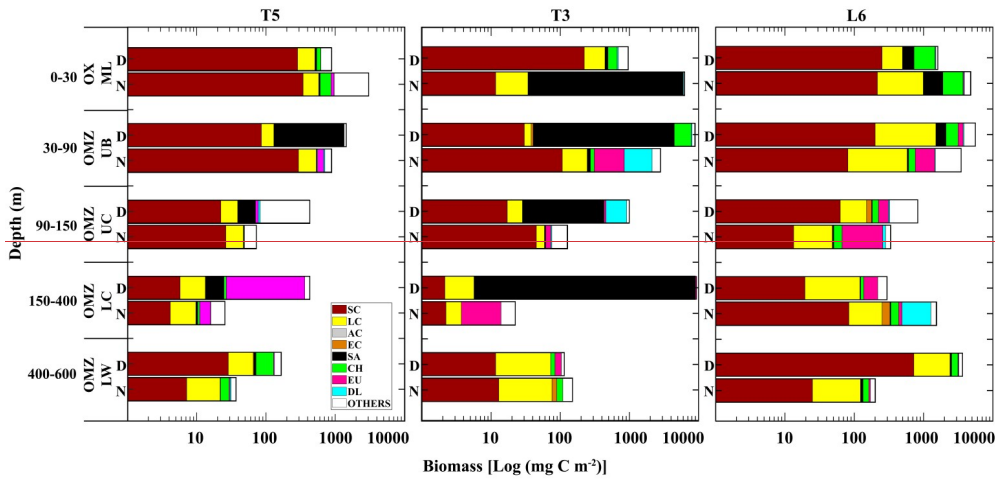 T5 T3 L6
0-30 OX ML D N D N D N
30-90 OMZ UB D N D N D N
90-150 OMZ UC D N D N D N
150-400 OMZ LC D N D N D N
400-600 OMZ LW D N D N D N
Depth (m)
SC
LC
AC
EC
SA
CH
EU
DL
OTHERS
10 100 1000 10000 10 100 1000 10000 10 100 1000 10000
Biomass [Log (mg C m⁻²)]